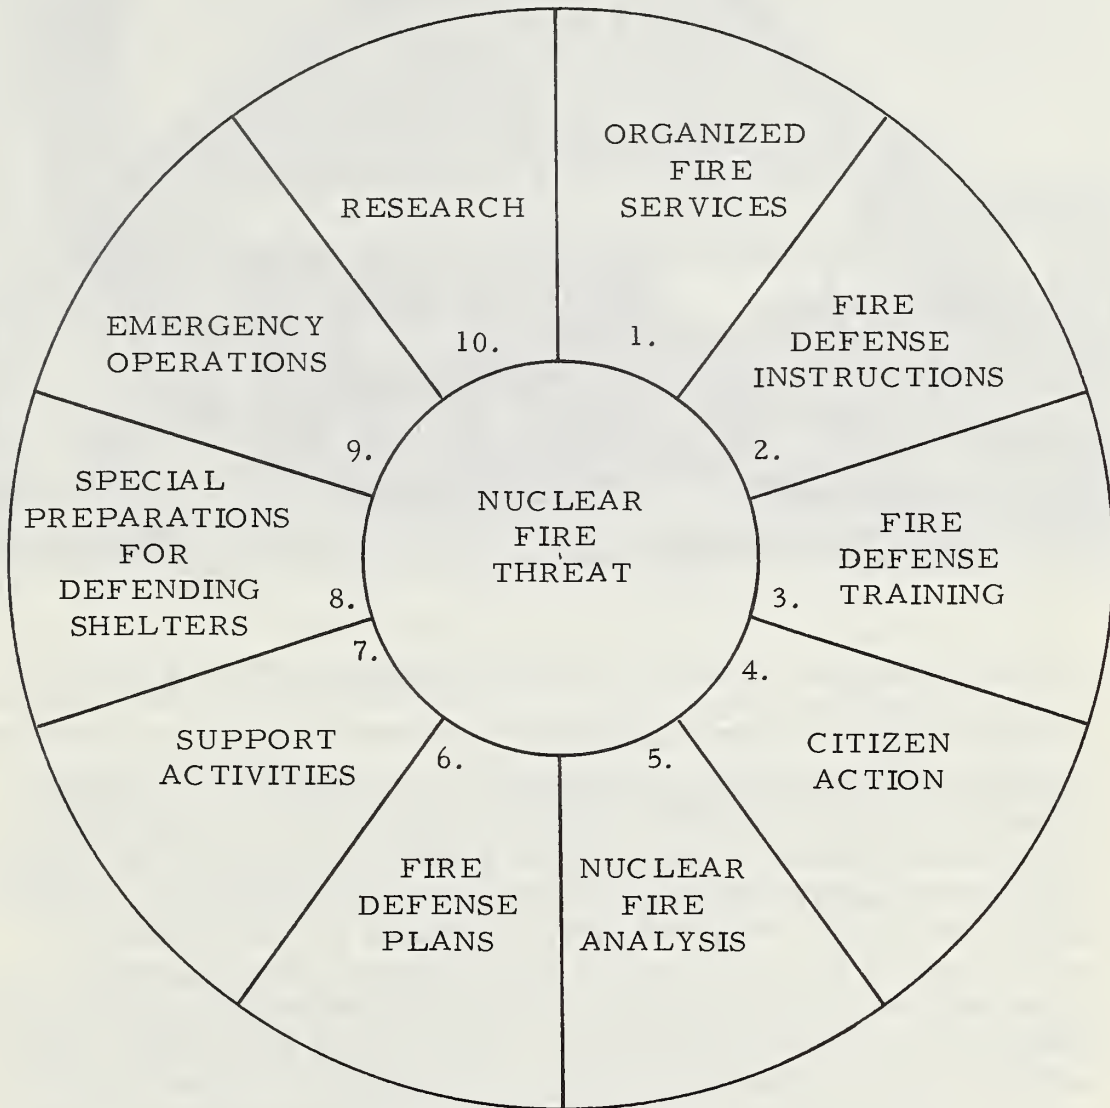 NUCLEAR
FIRE
THREAT
1.
ORGANIZED
FIRE
SERVICES
2.
FIRE
DEFENSE
INSTRUCTIONS
3.
FIRE
DEFENSE
TRAINING
4.
CITIZEN
ACTION
5.
NUCLEAR
FIRE
ANALYSIS
6.
FIRE
DEFENSE
PLANS
7.
SUPPORT
ACTIVITIES
8.
SPECIAL
PREPARATIONS
FOR
DEFENDING
SHELTERS
9.
EMERGENCY
OPERATIONS
10.
RESEARCH